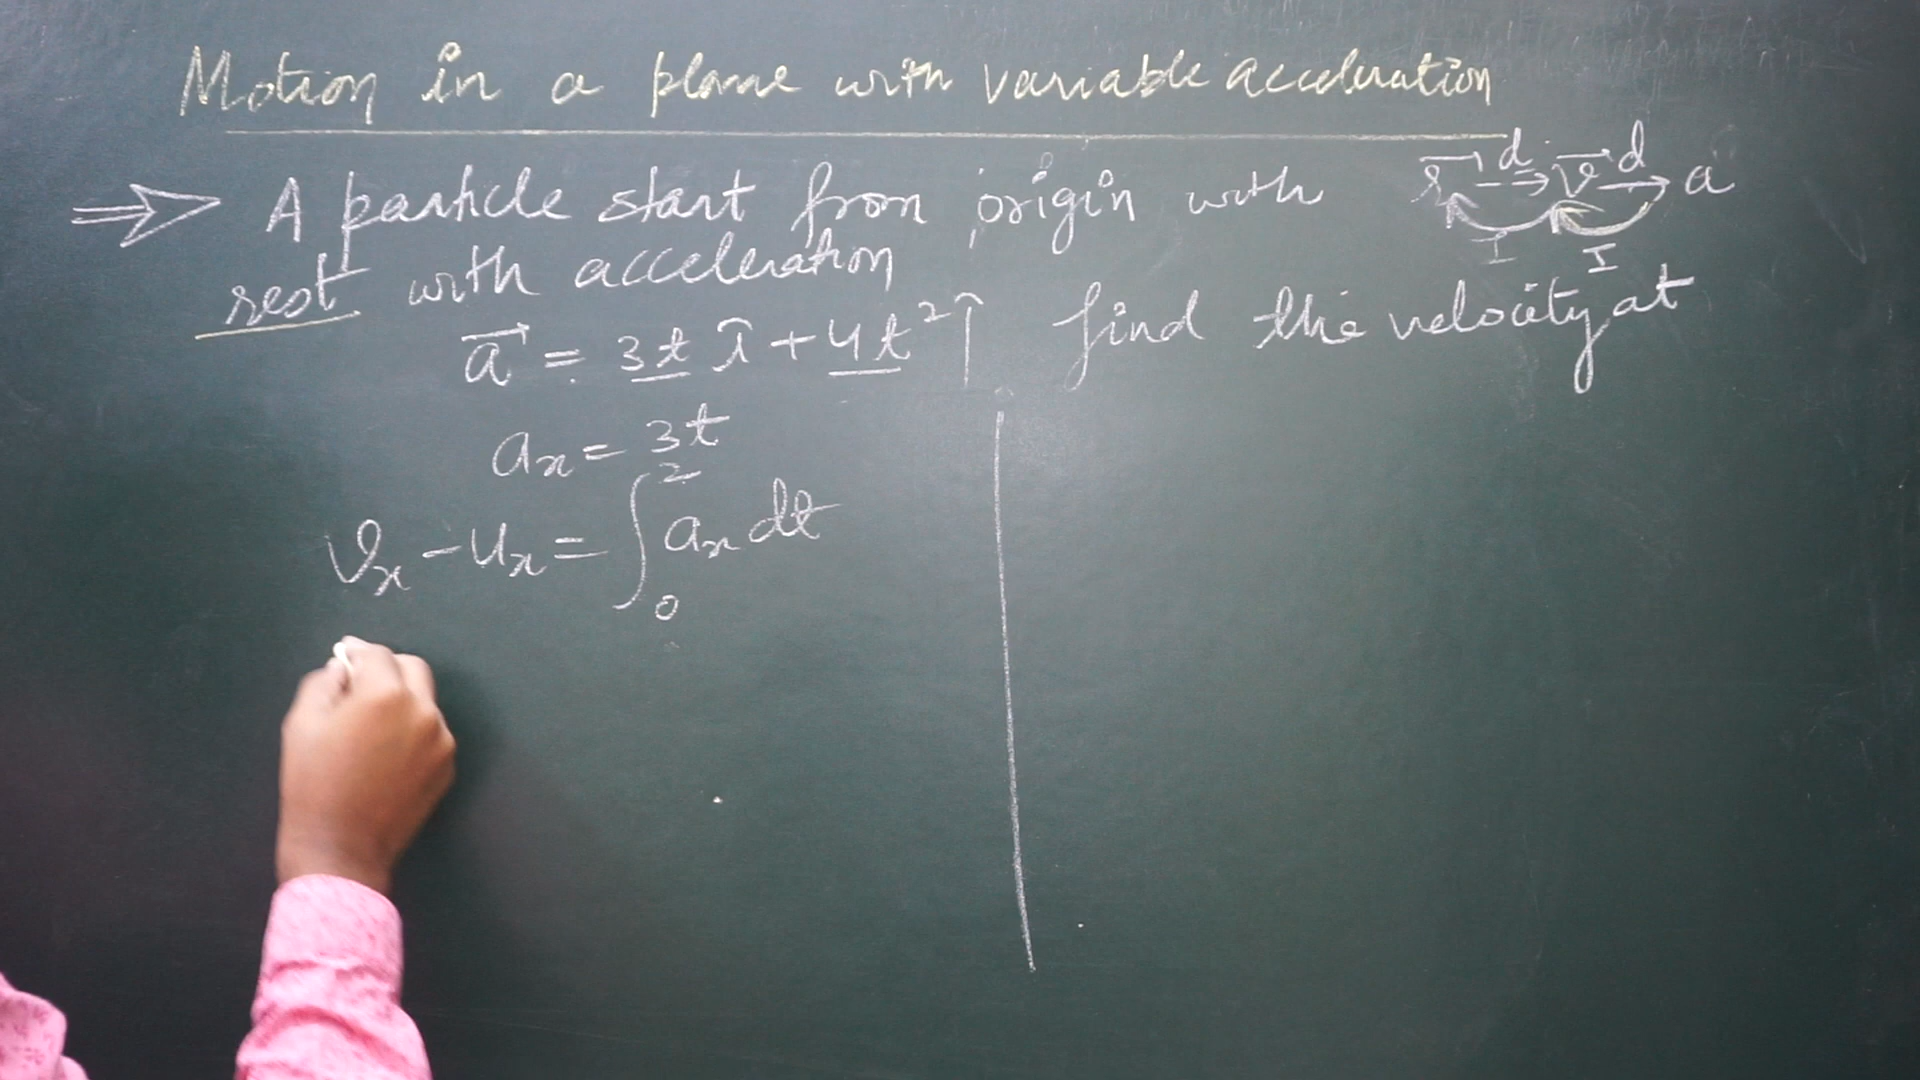 Motion in a plane with variable acceleration
⇒ A particle start from origin with
rest with acceleration
a⃗ = 3t î + 4t² ĵ find the velocity at
r⃗ d → v⃗ d → a
I I
aₓ = 3t
vₓ - uₓ = ∫₀² aₓ dt